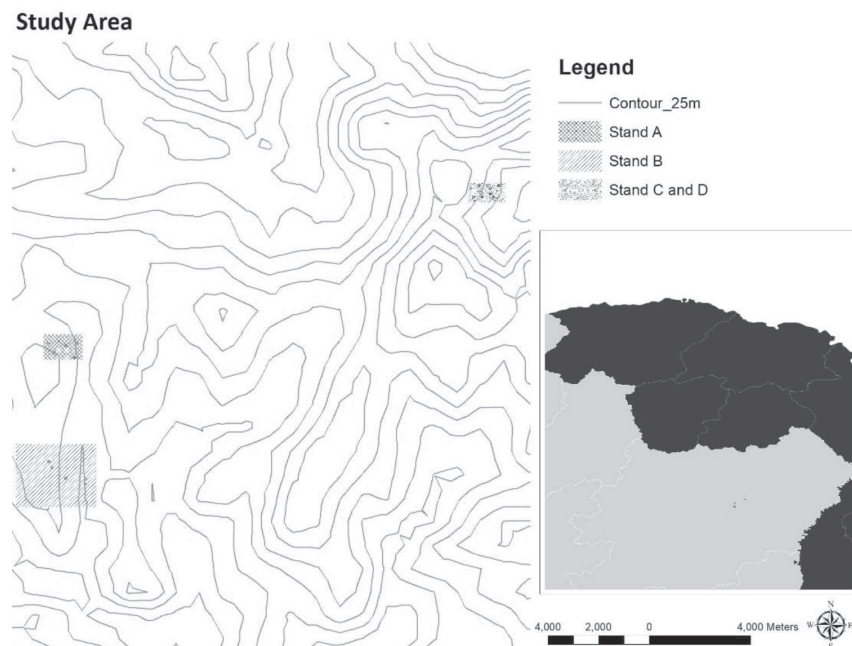 Study Area
Legend
Contour_25m
Stand A
Stand B
Stand C and D
4,000 2,000 0 4,000 Meters
N
W E
S